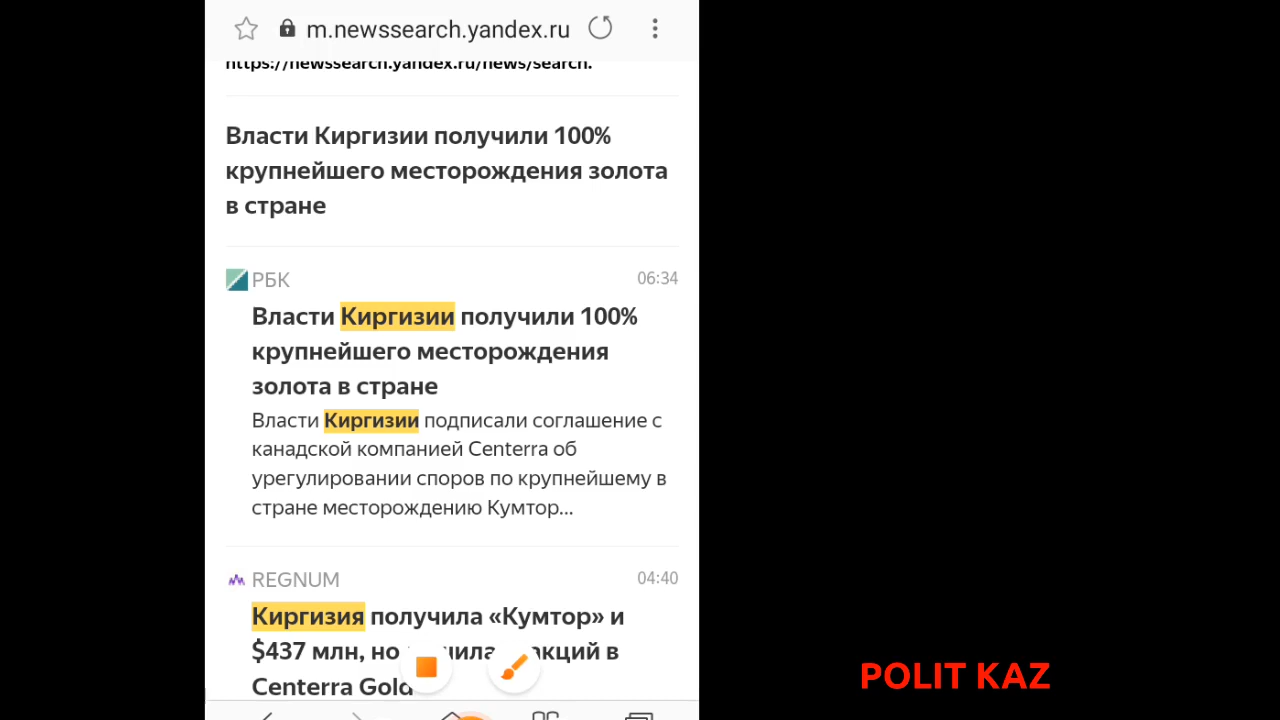 m.newssearch.yandex.ru
https://newssearch.yandex.ru/news/search.
Власти Киргизии получили 100%
крупнейшего месторождения золота
в стране
РБК 06:34
Власти Киргизии получили 100%
крупнейшего месторождения
золота в стране
Власти Киргизии подписали соглашение с
канадской компанией Centerra об
урегулировании споров по крупнейшему в
стране месторождению Кумтор...
REGNUM 04:40
Киргизия получила «Кумтор» и
$437 млн, но акций в
Centerra Gold
POLIT KAZ